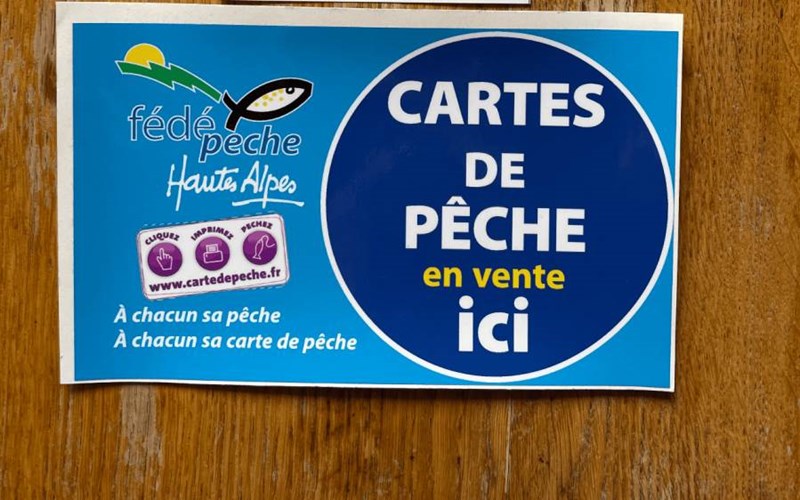 fédé
pêche
Hautes Alpes
CLIQUEZ IMPRIMEZ PECHEZ
www.cartedepeche.fr
À chacun sa pêche
À chacun sa carte de pêche
CARTES
DE
PÊCHE
en vente
ici